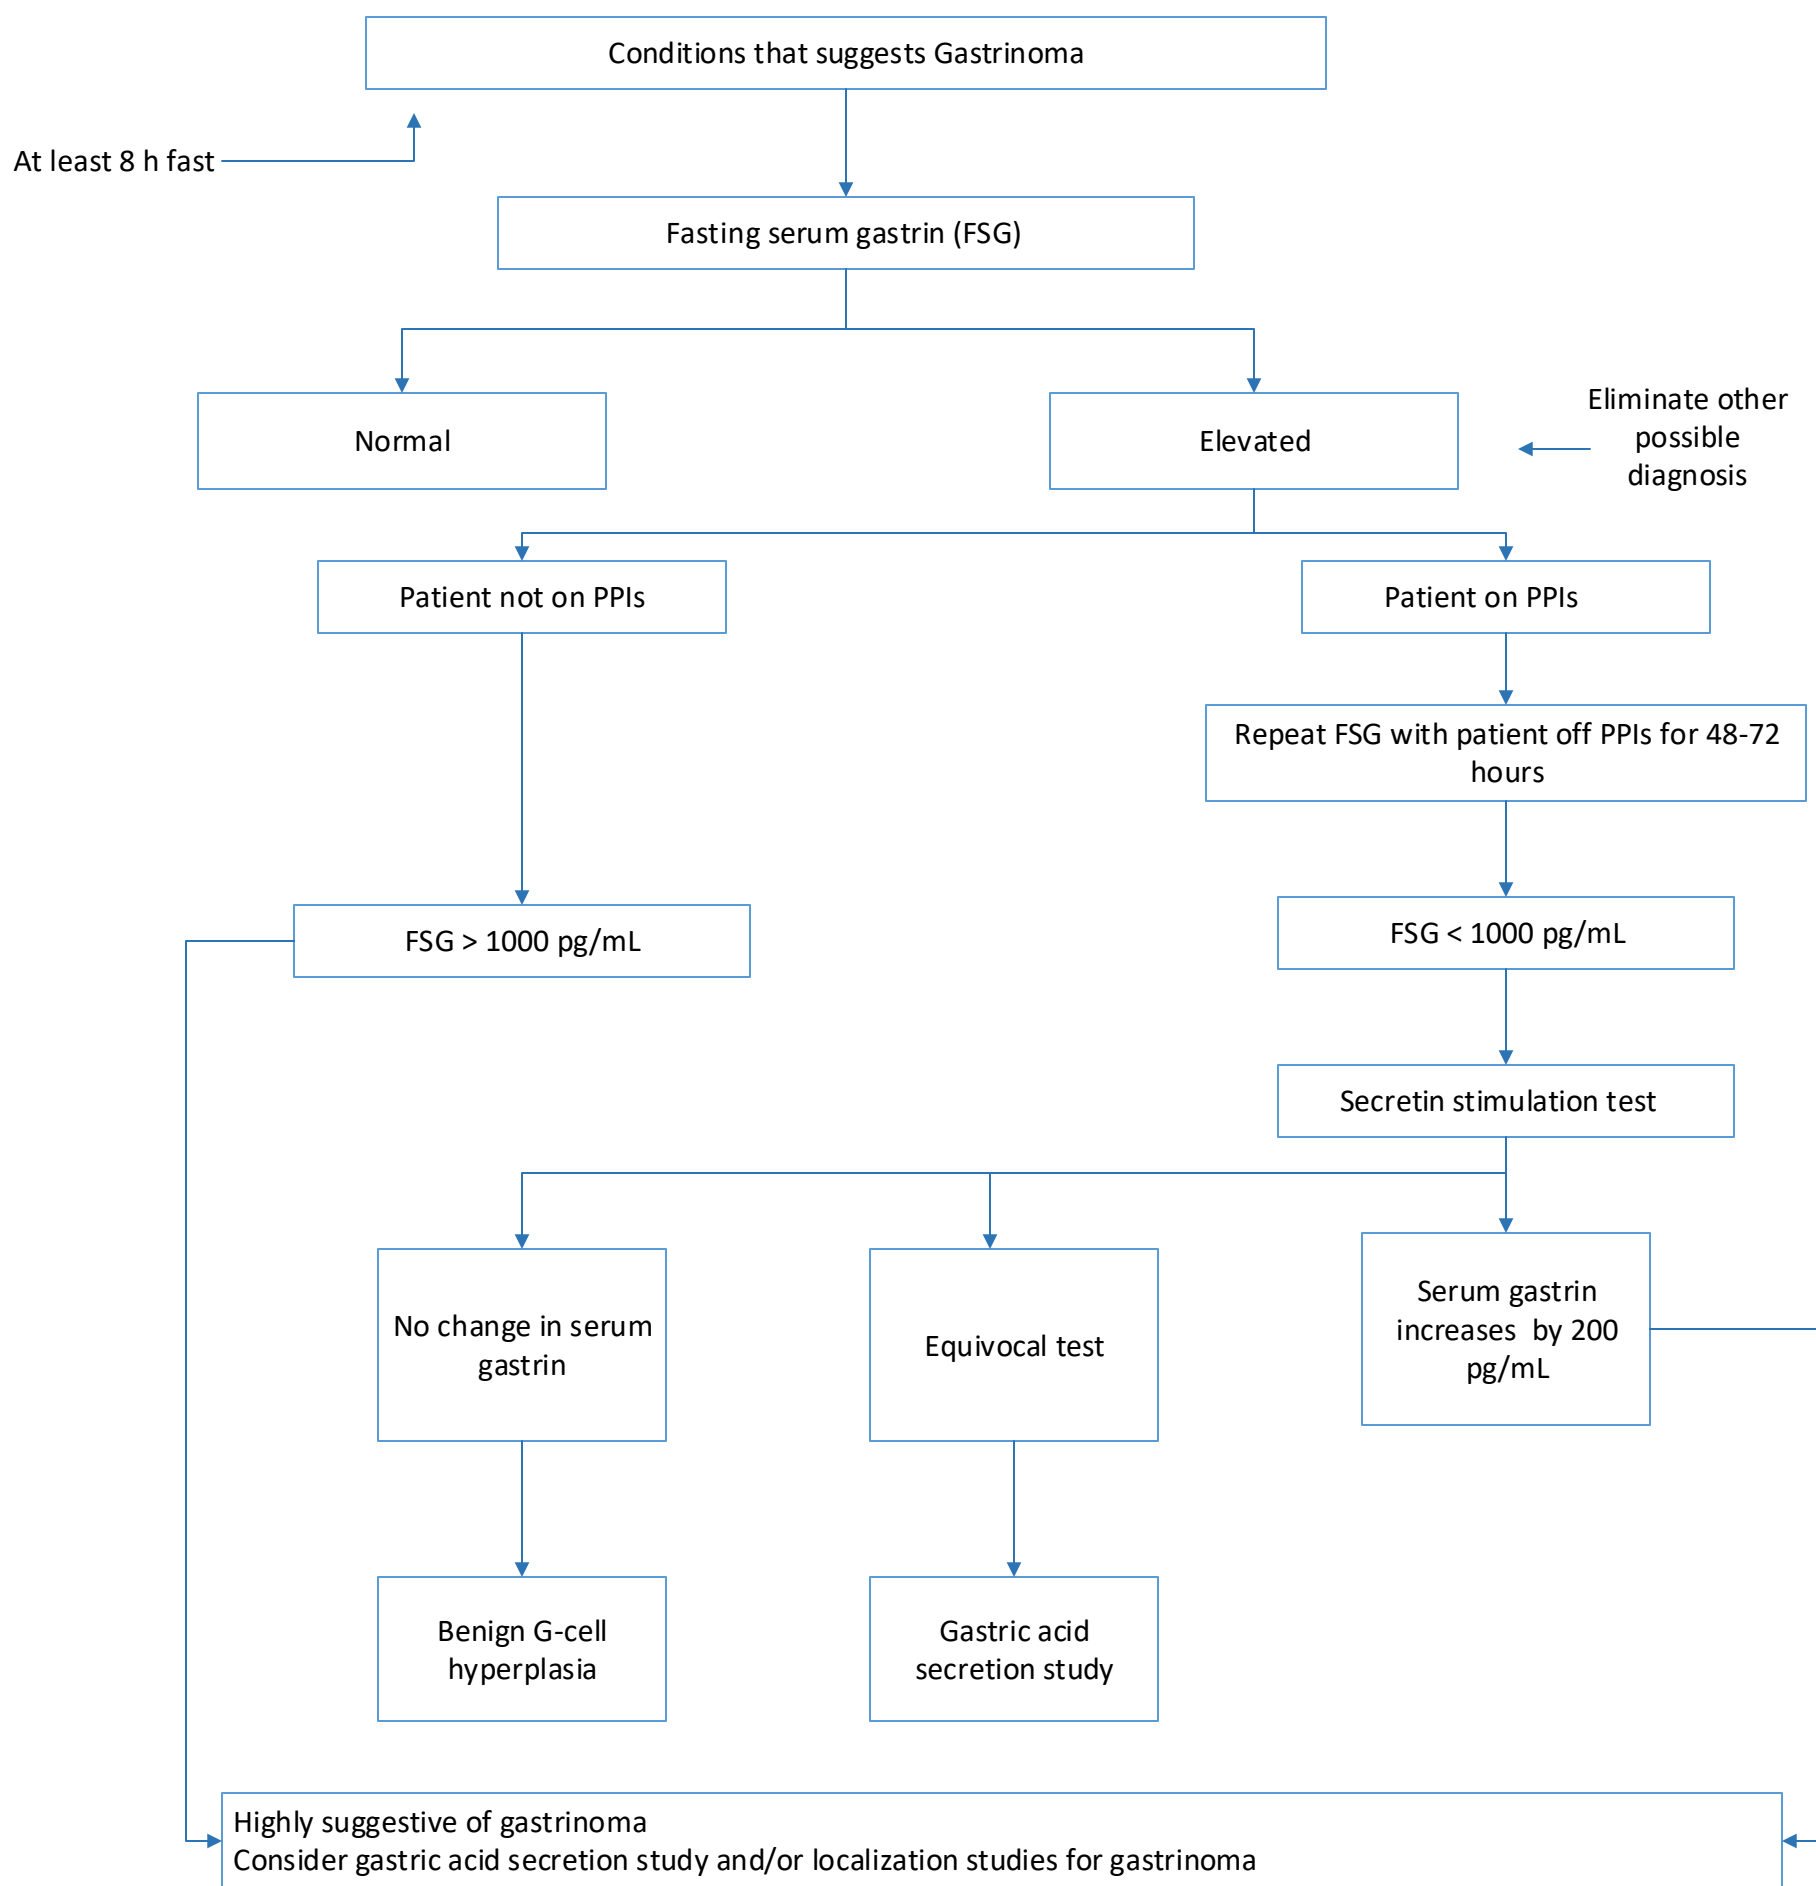 Conditions that suggests Gastrinoma
At least 8 h fast
Fasting serum gastrin (FSG)
Normal
Elevated
Eliminate other
possible
diagnosis
Patient not on PPIs
Patient on PPIs
Repeat FSG with patient off PPIs for 48-72
hours
FSG > 1000 pg/mL
FSG < 1000 pg/mL
Secretin stimulation test
No change in serum
gastrin
Equivocal test
Serum gastrin
increases by 200
pg/mL
Benign G-cell
hyperplasia
Gastric acid
secretion study
Highly suggestive of gastrinoma
Consider gastric acid secretion study and/or localization studies for gastrinoma